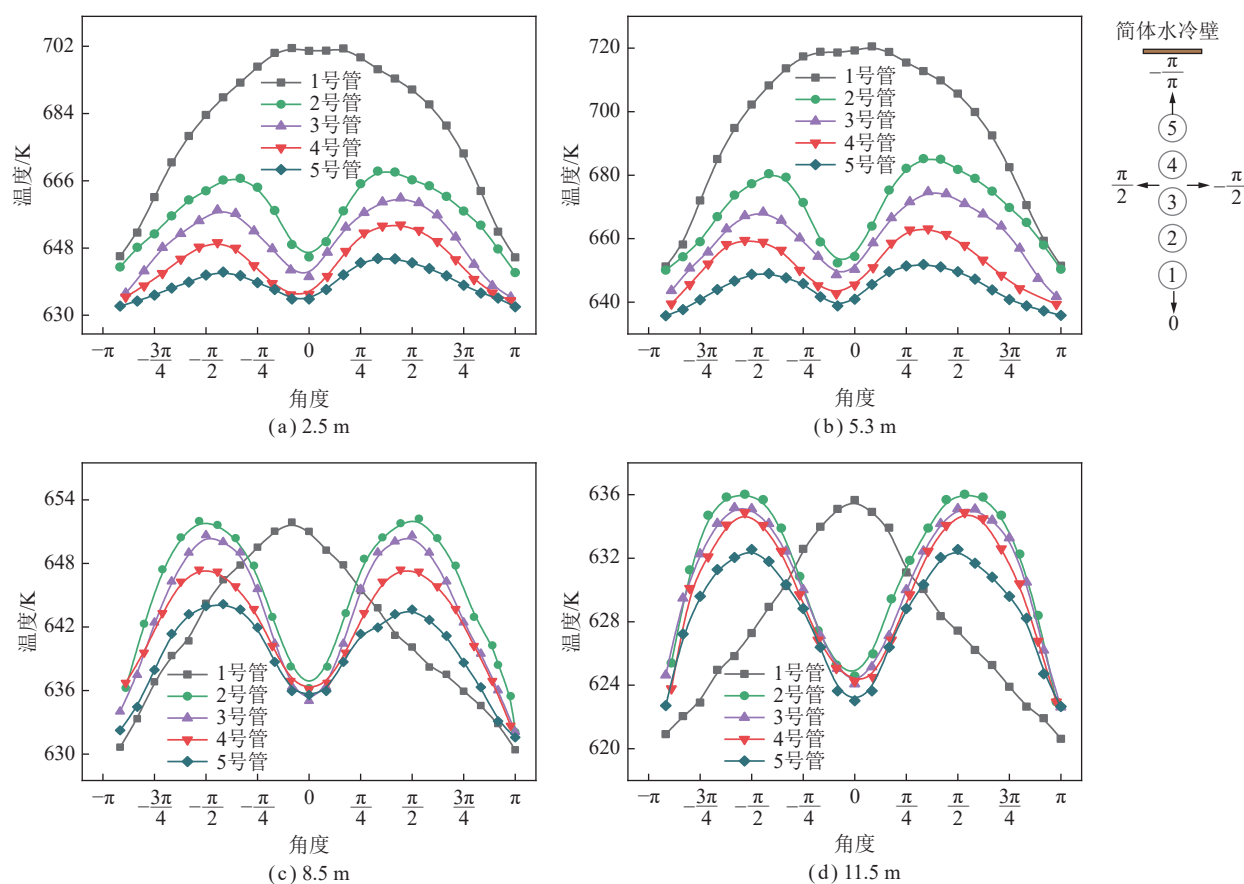 702
684
666
648
630
温度/K
1号管
2号管
3号管
4号管
5号管
−π
−3π/4
−π/2
−π/4
0
π/4
π/2
3π/4
π
角度
(a) 2.5 m
720
700
680
660
640
温度/K
1号管
2号管
3号管
4号管
5号管
−π
−3π/4
−π/2
−π/4
0
π/4
π/2
3π/4
π
角度
(b) 5.3 m
筒体水冷壁
−π/π
5
4
π/2
−π/2
3
2
1
0
654
648
642
636
630
温度/K
1号管
2号管
3号管
4号管
5号管
−π
−3π/4
−π/2
−π/4
0
π/4
π/2
3π/4
π
角度
(c) 8.5 m
636
632
628
624
620
温度/K
1号管
2号管
3号管
4号管
5号管
−π
−3π/4
−π/2
−π/4
0
π/4
π/2
3π/4
π
角度
(d) 11.5 m